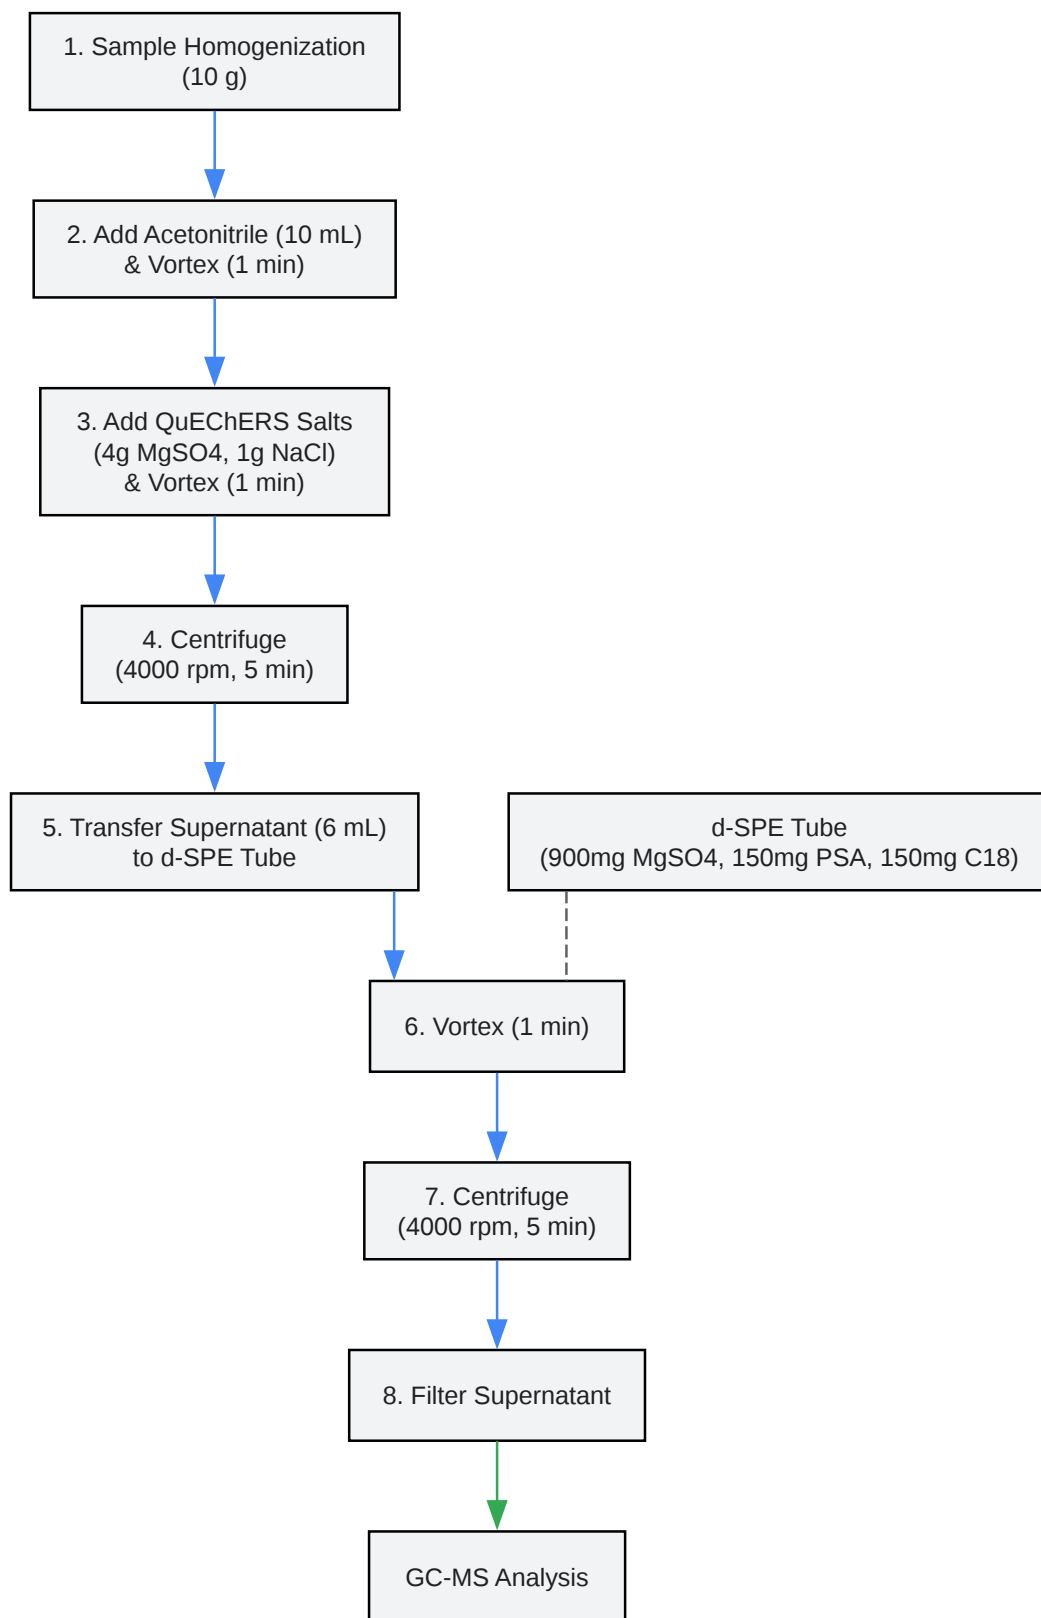 1. Sample Homogenization
(10 g)
2. Add Acetonitrile (10 mL)
& Vortex (1 min)
3. Add QuEChERS Salts
(4g MgSO4, 1g NaCl)
& Vortex (1 min)
4. Centrifuge
(4000 rpm, 5 min)
5. Transfer Supernatant (6 mL)
to d-SPE Tube
d-SPE Tube
(900mg MgSO4, 150mg PSA, 150mg C18)
6. Vortex (1 min)
7. Centrifuge
(4000 rpm, 5 min)
8. Filter Supernatant
GC-MS Analysis